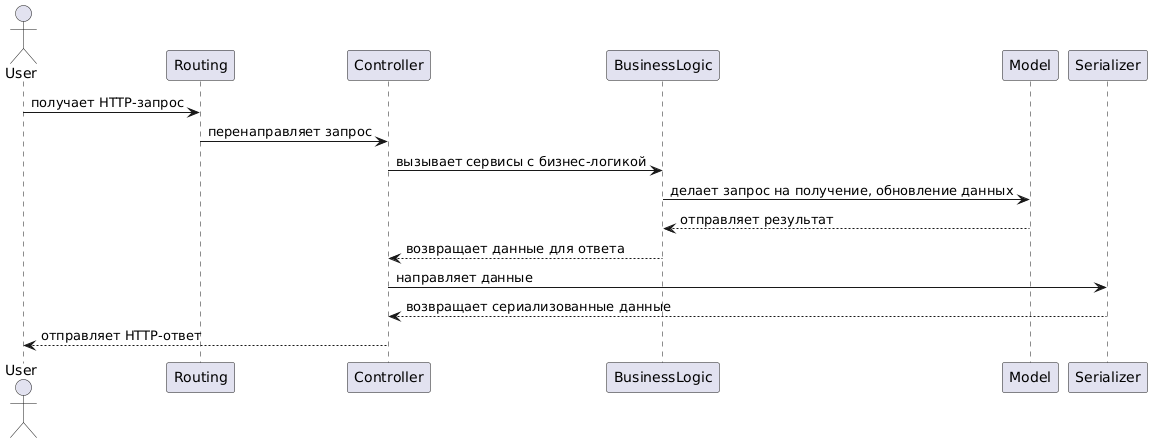 User
Routing
Controller
BusinessLogic
Model
Serializer
получает HTTP-запрос
перенаправляет запрос
вызывает сервисы с бизнес-логикой
делает запрос на получение, обновление данных
отправляет результат
возвращает данные для ответа
направляет данные
возвращает сериализованные данные
отправляет HTTP-ответ
User
Routing
Controller
BusinessLogic
Model
Serializer